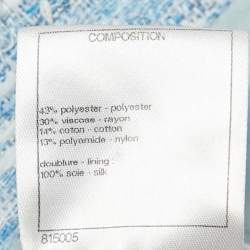 COMPOSITION
43% polyester - polyester
30% viscose - rayon
14% coton - cotton
13% polyamide - nylon
doublure - lining :
100% soie - silk
815005